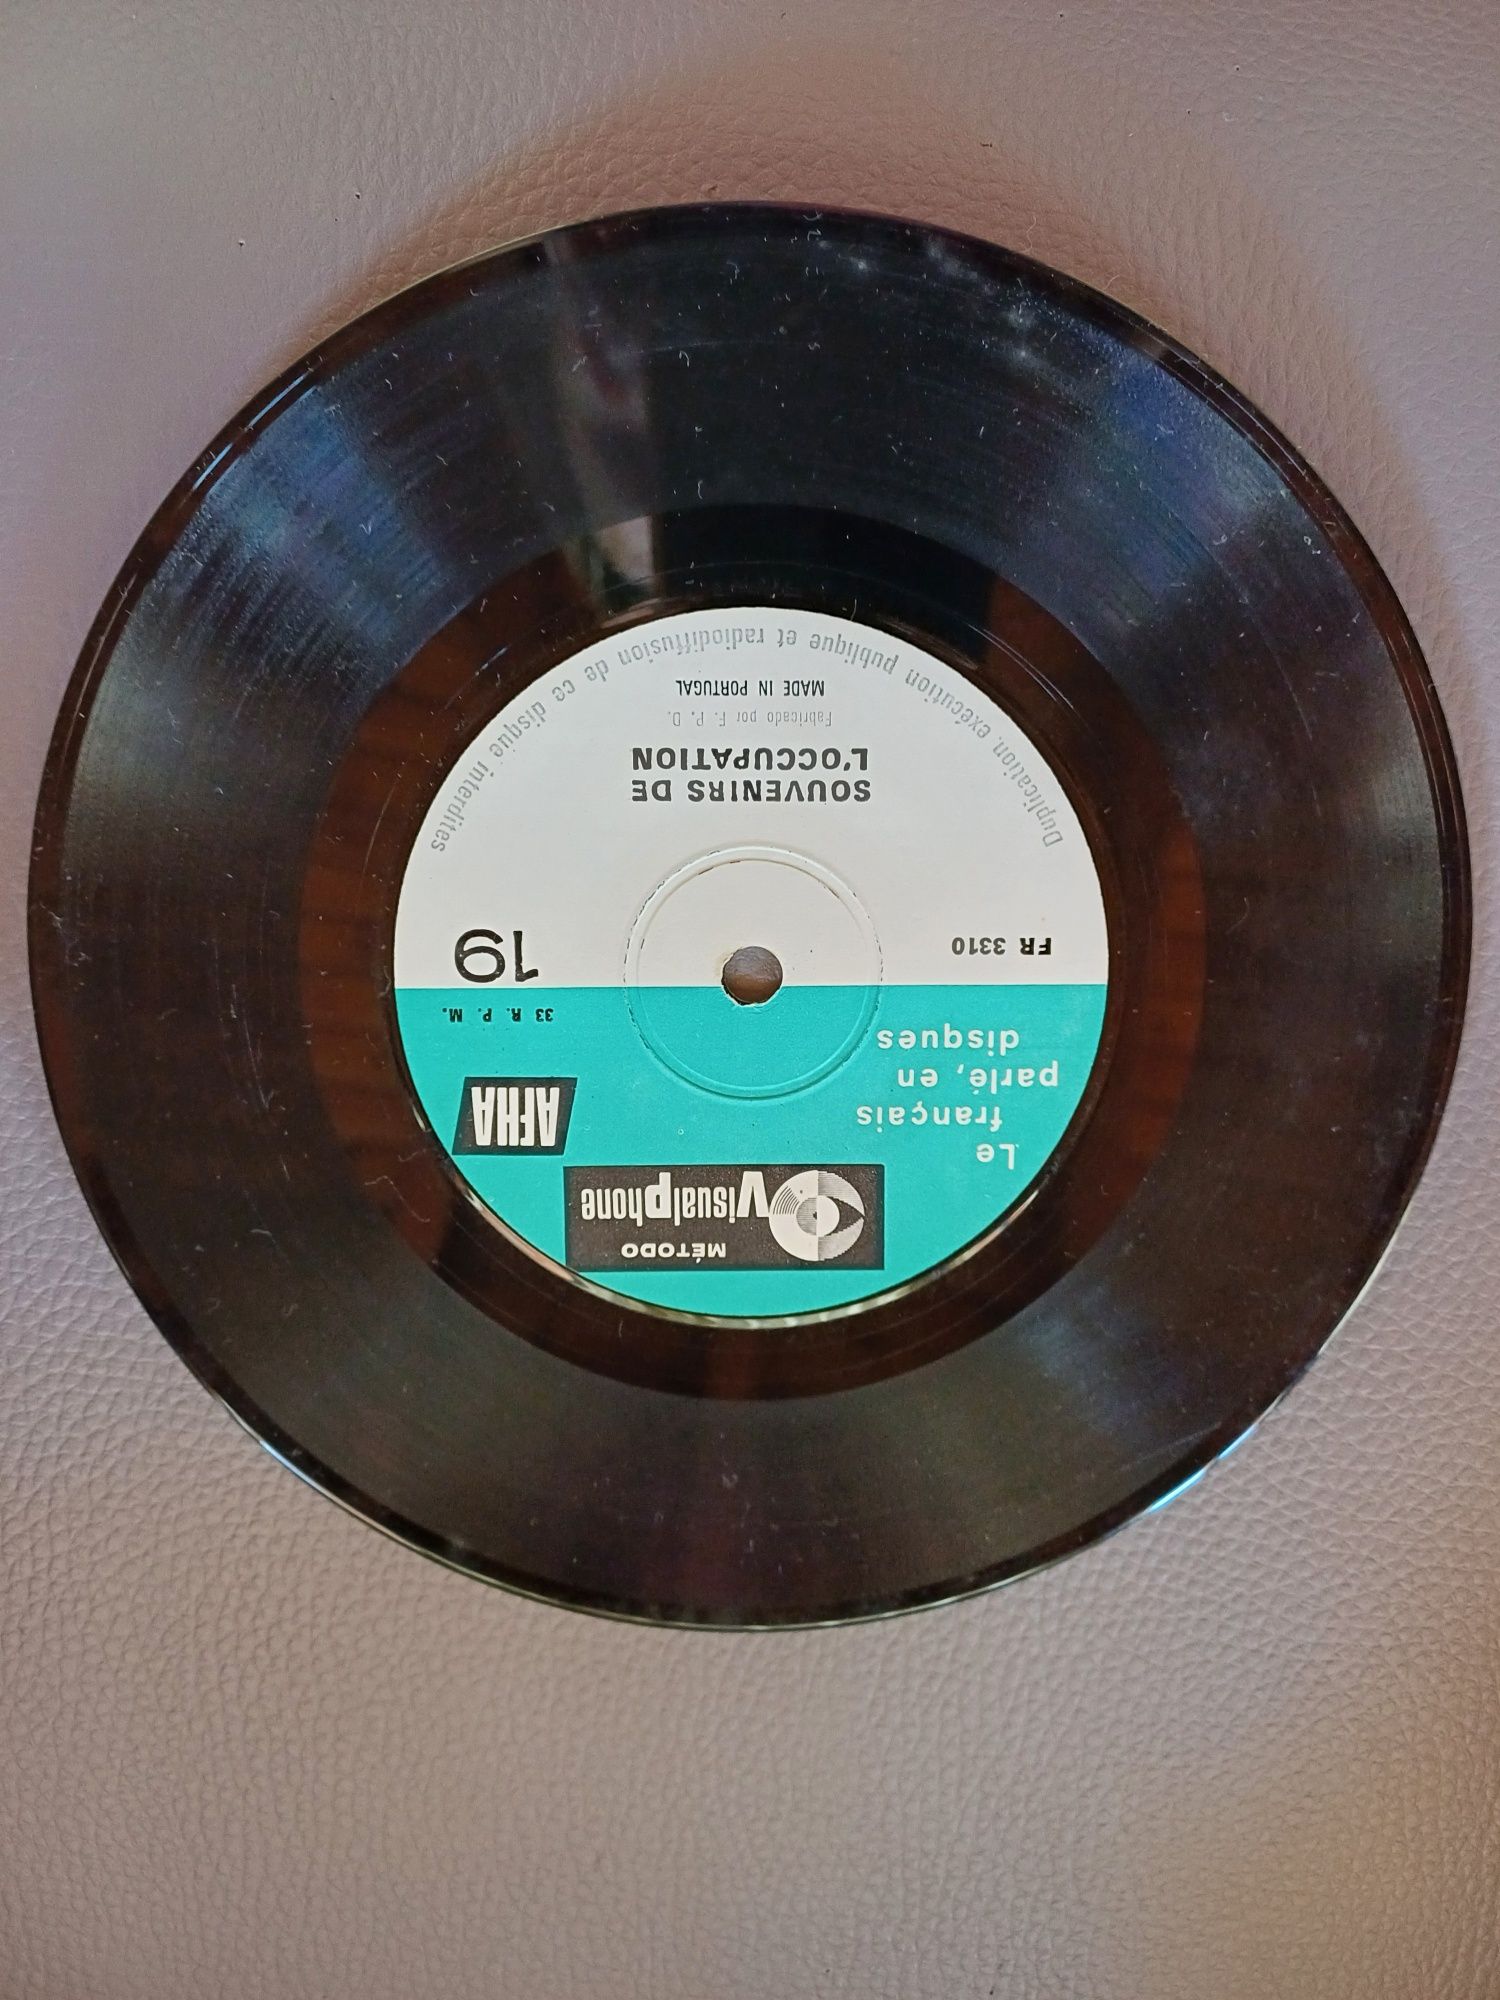 MÉTODO
VisualPhone
Le
français
parlé, en
disques
AFHA
33 R. P. M.
FR 3310
19
SOUVENIRS DE
L'OCCUPATION
Fabricado por F. P. D.
MADE IN PORTUGAL
Duplication, exécution publique et radiodiffusion de ce disque interdites